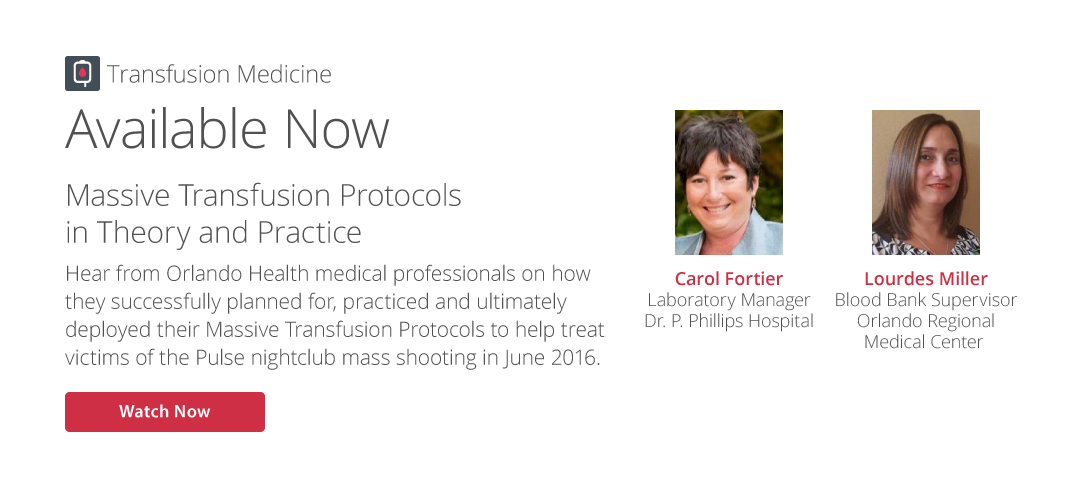 Transfusion Medicine
Available Now
Massive Transfusion Protocols
in Theory and Practice
Hear from Orlando Health medical professionals on how
they successfully planned for, practiced and ultimately
deployed their Massive Transfusion Protocols to help treat
victims of the Pulse nightclub mass shooting in June 2016.
Watch Now
Carol Fortier
Laboratory Manager
Dr. P. Phillips Hospital
Lourdes Miller
Blood Bank Supervisor
Orlando Regional
Medical Center